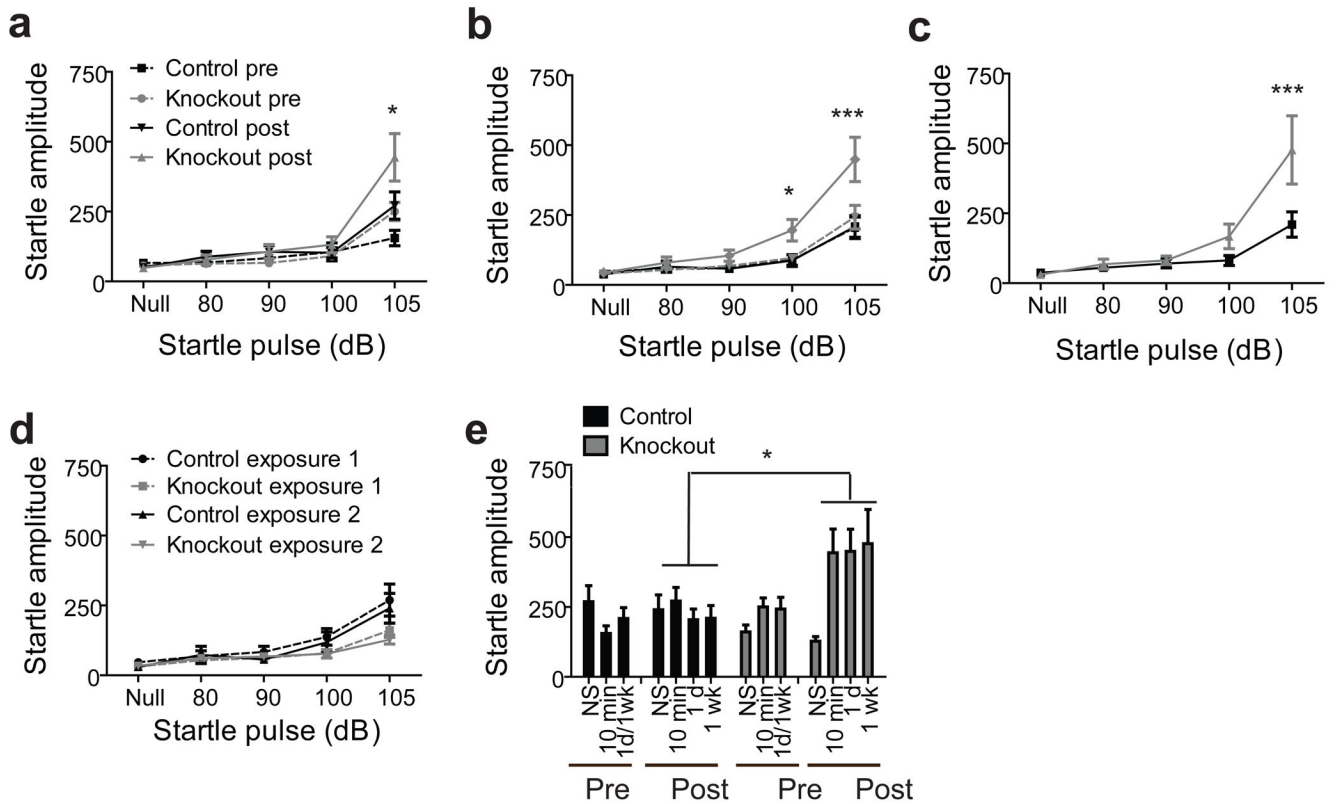 a
750
500
250
0
Startle amplitude
Control pre
Knockout pre
Control post
Knockout post
*
Null 80 90 100 105
Startle pulse (dB)
b
750
500
250
0
Startle amplitude
*
***
Null 80 90 100 105
Startle pulse (dB)
c
750
500
250
0
Startle amplitude
***
Null 80 90 100 105
Startle pulse (dB)
d
750
500
250
0
Startle amplitude
Control exposure 1
Knockout exposure 1
Control exposure 2
Knockout exposure 2
Null 80 90 100 105
Startle pulse (dB)
e
Control
Knockout
750
500
250
0
Startle amplitude
*
NS
10 min
1d/1wk
NS
10 min
1 d
1 wk
NS
10 min
1d/1wk
NS
10 min
1 d
1 wk
Pre Post Pre Post